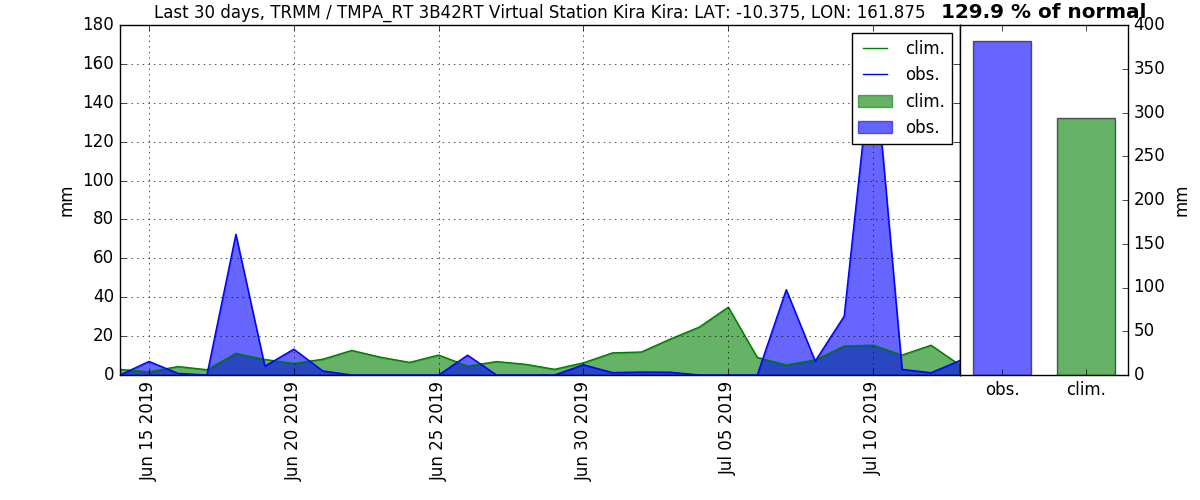 Last 30 days, TRMM / TMPA_RT 3B42RT Virtual Station Kira Kira: LAT: -10.375, LON: 161.875
129.9 % of normal
180
160
140
120
100
80
60
40
20
0
mm
clim.
obs.
clim.
obs.
Jun 15 2019
Jun 20 2019
Jun 25 2019
Jun 30 2019
Jul 05 2019
Jul 10 2019
400
350
300
250
200
150
100
50
0
mm
obs.
clim.